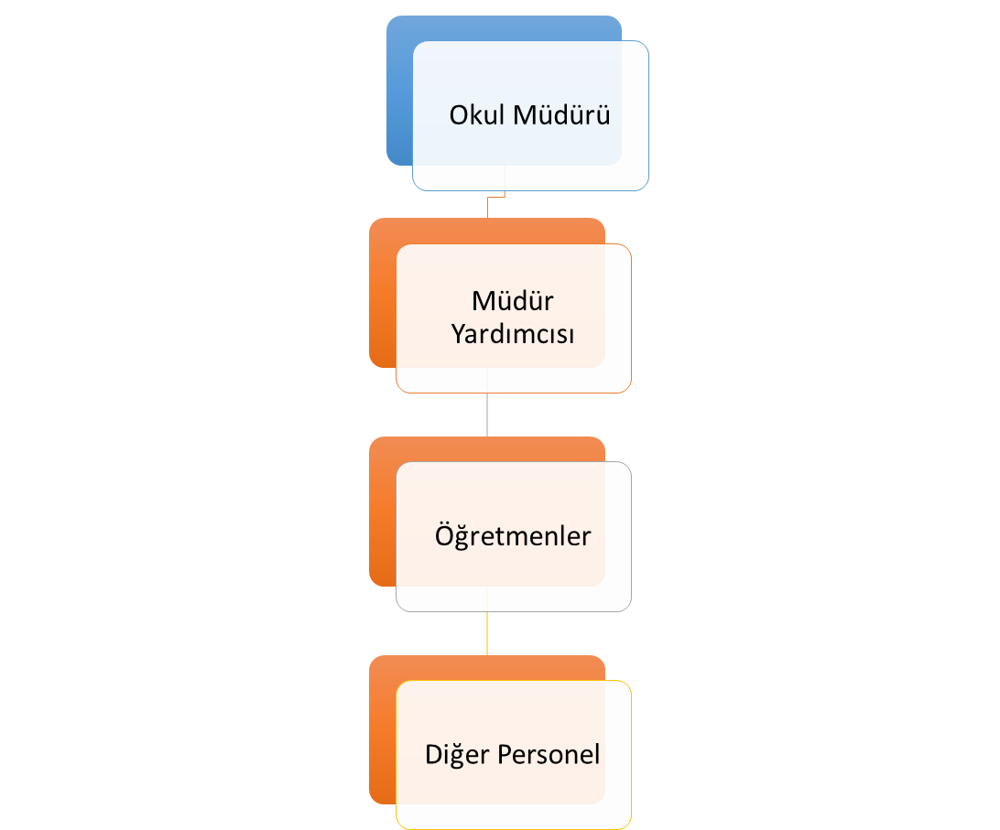 Okul Müdürü
Müdür
Yardımcısı
Öğretmenler
Diğer Personel